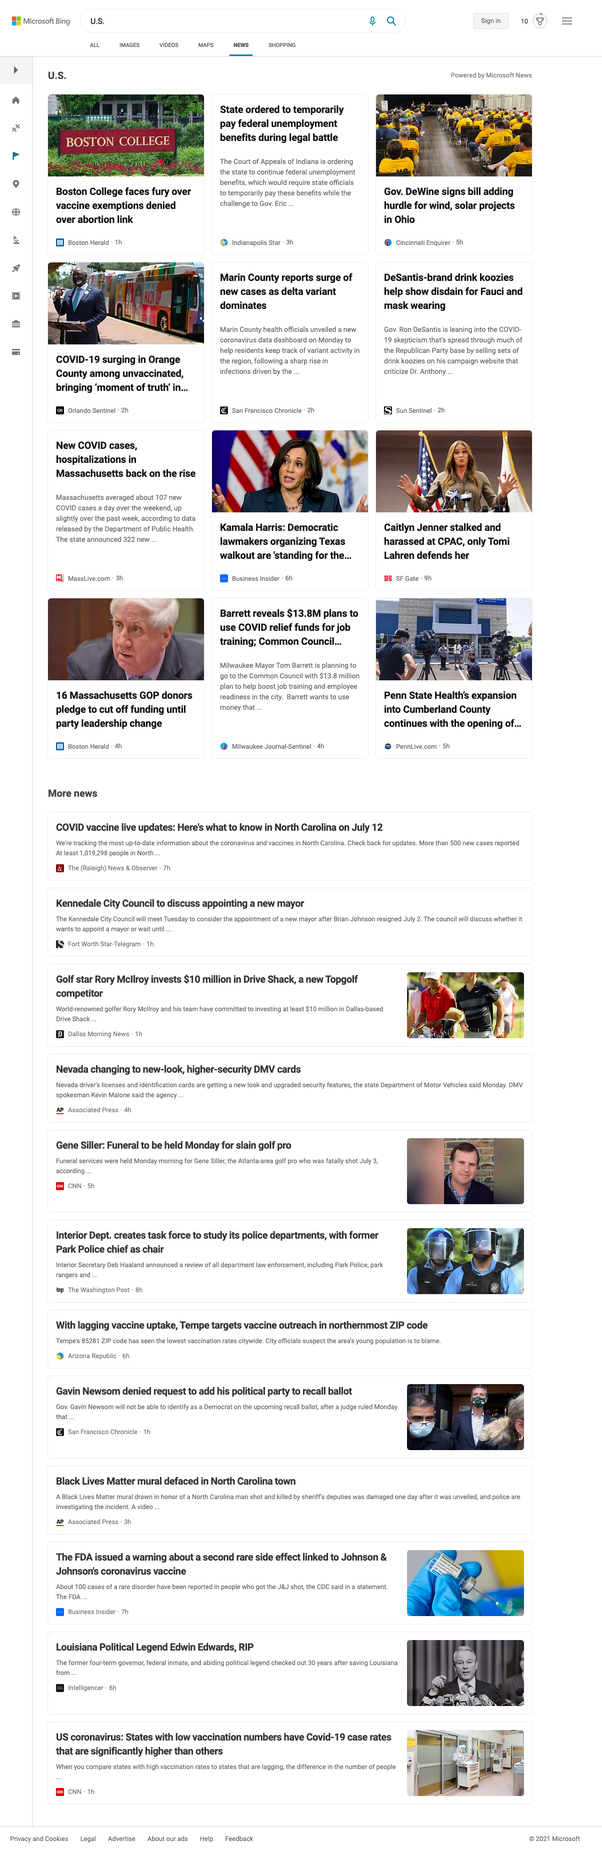 Microsoft Bing
U.S.
Sign in
10
ALL
IMAGES
VIDEOS
MAPS
NEWS
SHOPPING
U.S.
Powered by Microsoft News
BOSTON COLLEGE
Boston College faces fury over
vaccine exemptions denied
over abortion link
Boston Herald · 1h
State ordered to temporarily
pay federal unemployment
benefits during legal battle
The Court of Appeals of Indiana is ordering
the state to continue federal unemployment
benefits, which would require state officials
to temporarily pay these benefits while the
challenge to Gov. Eric ...
Indianapolis Star · 3h
Gov. DeWine signs bill adding
hurdle for wind, solar projects
in Ohio
Cincinnati Enquirer · 5h
COVID-19 surging in Orange
County among unvaccinated,
bringing ‘moment of truth’ in…
Orlando Sentinel · 2h
Marin County reports surge of
new cases as delta variant
dominates
Marin County health officials unveiled a new
coronavirus data dashboard on Monday to
help residents keep track of variant activity in
the region, following a sharp rise in
infections driven by the ...
San Francisco Chronicle · 2h
DeSantis-brand drink koozies
help show disdain for Fauci and
mask wearing
Gov. Ron DeSantis is leaning into the COVID-
19 skepticism that's spread through much of
the Republican Party base by selling sets of
drink koozies on his campaign website that
criticize Dr. Anthony ...
Sun Sentinel · 2h
New COVID cases,
hospitalizations in
Massachusetts back on the rise
Massachusetts averaged about 107 new
COVID cases a day over the weekend, up
slightly over the past week, according to data
released by the Department of Public Health.
The state announced 322 new ...
MassLive.com · 3h
Kamala Harris: Democratic
lawmakers organizing Texas
walkout are 'standing for the…
Business Insider · 6h
Caitlyn Jenner stalked and
harassed at CPAC, only Tomi
Lahren defends her
SF Gate · 9h
16 Massachusetts GOP donors
pledge to cut off funding until
party leadership change
Boston Herald · 4h
Barrett reveals $13.8M plans to
use COVID relief funds for job
training; Common Council…
Milwaukee Mayor Tom Barrett is planning to
go to the Common Council with $13.8 million
plan to help boost job training and employee
readiness in the city. Barrett wants to use
money that ...
Milwaukee Journal-Sentinel · 4h
Penn State Health’s expansion
into Cumberland County
continues with the opening of…
PennLive.com · 5h
More news
COVID vaccine live updates: Here's what to know in North Carolina on July 12
We're tracking the most up-to-date information about the coronavirus and vaccines in North Carolina. Check back for updates. More than 500 new cases reported
At least 1,019,298 people in North ...
The (Raleigh) News & Observer · 7h
Kennedale City Council to discuss appointing a new mayor
The Kennedale City Council will meet Tuesday to consider the appointment of a new mayor after Brian Johnson resigned July 2. The council will discuss whether it
wants to appoint a mayor or wait until ...
Fort Worth Star-Telegram · 1h
Golf star Rory McIlroy invests $10 million in Drive Shack, a new Topgolf
competitor
World-renowned golfer Rory McIlroy and his team have committed to investing at least $10 million in Dallas-based
Drive Shack ...
Dallas Morning News · 1h
Nevada changing to new-look, higher-security DMV cards
Nevada driver's licenses and identification cards are getting a new look and upgraded security features, the state Department of Motor Vehicles said Monday. DMV
spokesman Kevin Malone said the agency ...
AP Associated Press · 4h
Gene Siller: Funeral to be held Monday for slain golf pro
Funeral services were held Monday morning for Gene Siller, the Atlanta-area golf pro who was fatally shot July 3,
according ...
CNN · 5h
Interior Dept. creates task force to study its police departments, with former
Park Police chief as chair
Interior Secretary Deb Haaland announced a review of all department law enforcement, including Park Police, park
rangers and ...
wp The Washington Post · 8h
With lagging vaccine uptake, Tempe targets vaccine outreach in northernmost ZIP code
Tempe's 85281 ZIP code has seen the lowest vaccination rates citywide. City officials suspect the area's young population is to blame.
Arizona Republic · 6h
Gavin Newsom denied request to add his political party to recall ballot
Gov. Gavin Newsom will not be able to identify as a Democrat on the upcoming recall ballot, after a judge ruled Monday
that ...
San Francisco Chronicle · 1h
Black Lives Matter mural defaced in North Carolina town
A Black Lives Matter mural drawn in honor of a North Carolina man shot and killed by sheriff's deputies was damaged one day after it was unveiled, and police are
investigating the incident. A video ...
AP Associated Press · 3h
The FDA issued a warning about a second rare side effect linked to Johnson &
Johnson's coronavirus vaccine
About 100 cases of a rare disorder have been reported in people who got the J&J shot, the CDC said in a statement.
The FDA ...
Business Insider · 7h
Louisiana Political Legend Edwin Edwards, RIP
The former four-term governor, federal inmate, and abiding political legend checked out 30 years after saving Louisiana
from ...
Intelligencer · 6h
US coronavirus: States with low vaccination numbers have Covid-19 case rates
that are significantly higher than others
When you compare states with high vaccination rates to states that are lagging, the difference in the number of people
...
CNN · 1h
Privacy and Cookies
Legal
Advertise
About our ads
Help
Feedback
© 2021 Microsoft